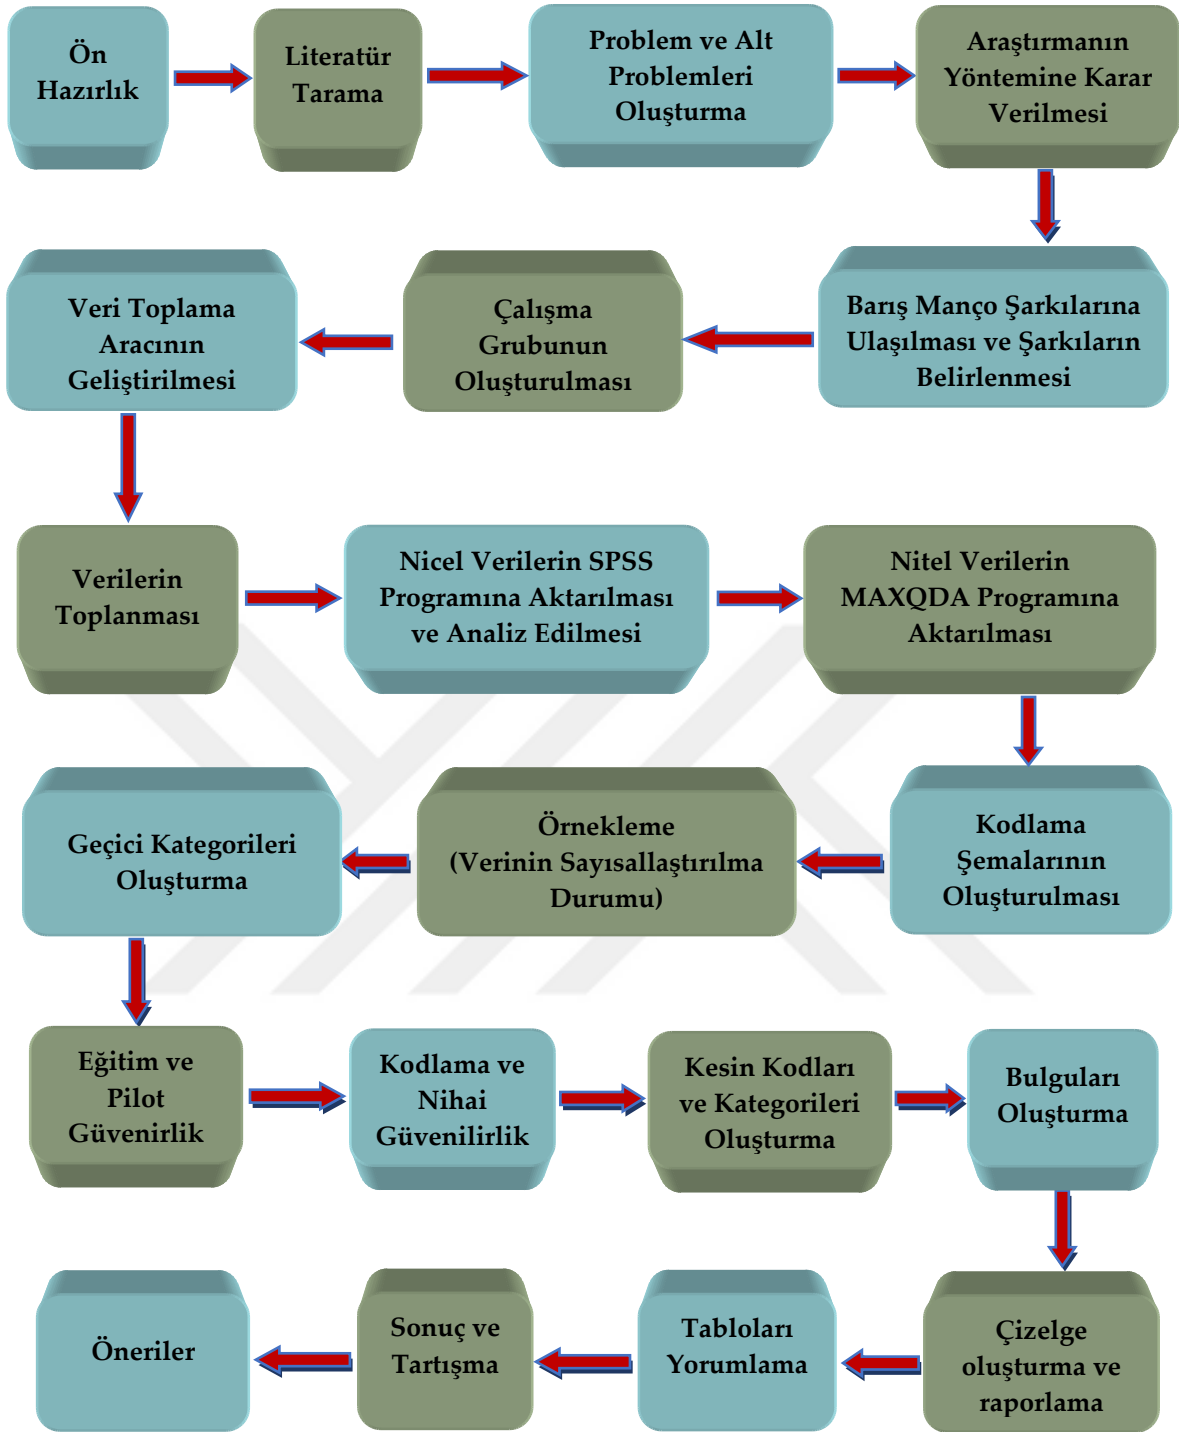 Ön
Hazırlık
Literatür
Tarama
Problem ve Alt
Problemleri
Oluşturma
Araştırmanın
Yöntemine Karar
Verilmesi
Barış Manço Şarkılarına
Ulaşılması ve Şarkıların
Belirlenmesi
Çalışma
Grubunun
Oluşturulması
Veri Toplama
Aracının
Geliştirilmesi
Verilerin
Toplanması
Nicel Verilerin SPSS
Programına Aktarılması
ve Analiz Edilmesi
Nitel Verilerin
MAXQDA Programına
Aktarılması
Kodlama
Şemalarının
Oluşturulması
Örnekleme
(Verinin Sayısallaştırılma
Durumu)
Geçici Kategorileri
Oluşturma
Eğitim ve
Pilot
Güvenirlik
Kodlama ve
Nihai
Güvenilirlik
Kesin Kodları
ve Kategorileri
Oluşturma
Bulguları
Oluşturma
Çizelge
oluşturma ve
raporlama
Tabloları
Yorumlama
Sonuç ve
Tartışma
Öneriler